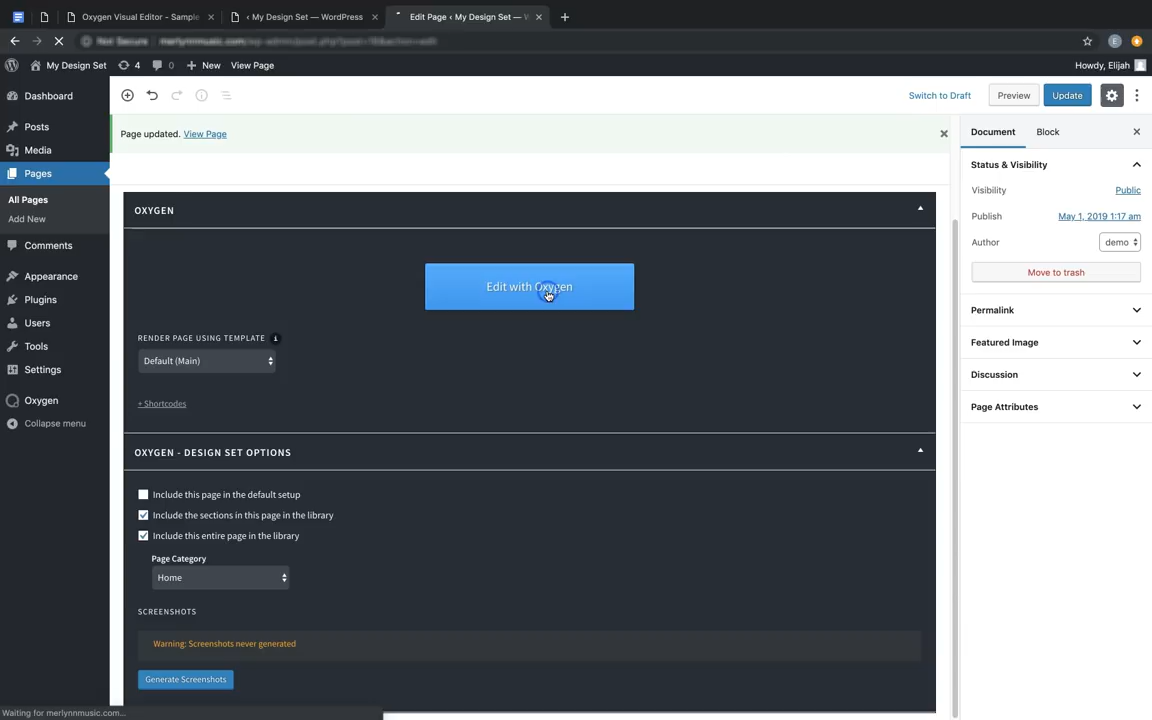 Oxygen Visual Editor - Sample
‹ My Design Set — WordPress
Edit Page ‹ My Design Set — W
Not Secure
E
My Design Set 4 0 New View Page
Howdy, Elijah
Dashboard
Posts
Media
Pages
All Pages
Add New
Comments
Appearance
Plugins
Users
Tools
Settings
Oxygen
Collapse menu
Switch to Draft Preview Update
Page updated. View Page
OXYGEN
Edit with Oxygen
RENDER PAGE USING TEMPLATE
Default (Main)
+ Shortcodes
OXYGEN - DESIGN SET OPTIONS
Include this page in the default setup
Include the sections in this page in the library
Include this entire page in the library
Page Category
Home
SCREENSHOTS
Warning: Screenshots never generated
Generate Screenshots
Document Block
Status & Visibility
Visibility Public
Publish May 1, 2019 1:17 am
Author demo
Move to trash
Permalink
Featured Image
Discussion
Page Attributes
Waiting for merlynnmusic.com...